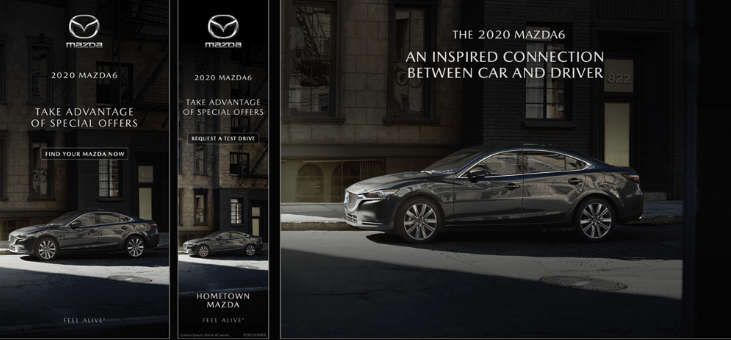 mazda
2020 MAZDA6
TAKE ADVANTAGE
OF SPECIAL OFFERS
FIND YOUR MAZDA NOW
FEEL ALIVE
mazda
2020 MAZDA6
TAKE ADVANTAGE
OF SPECIAL OFFERS
REQUEST A TEST DRIVE
HOMETOWN
MAZDA
FEEL ALIVE
THE 2020 MAZDA6
AN INSPIRED CONNECTION
BETWEEN CAR AND DRIVER
822